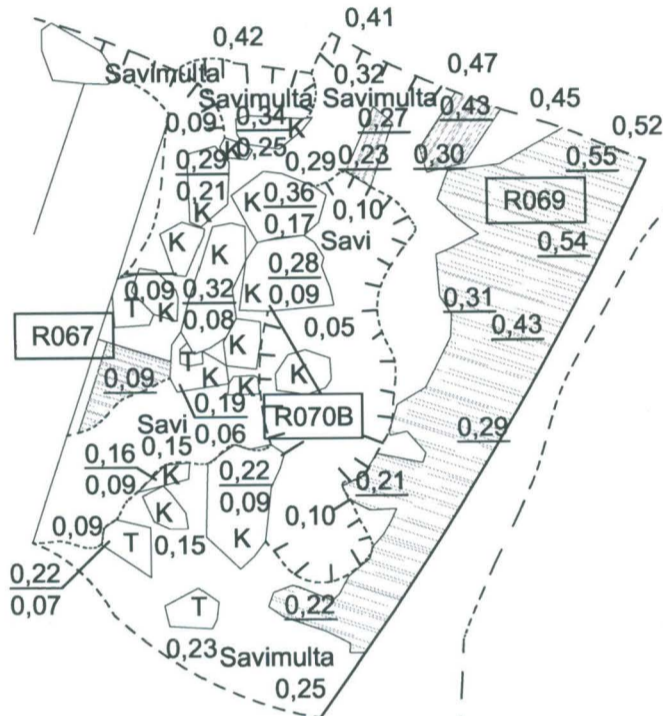 0,41
0,42
0,47
Savimulta
0,32
Savimulta
Savimulta
0,43
0,45
0,09
0,34
K
0,27
0,52
K
0,25
0,29
0,29
0,23
0,30
0,55
0,21
K
K
0,36
0,17
0,10
R069
K
K
Savi
0,54
0,28
0,09
0,32
K
0,09
T
K
0,08
0,31
0,05
0,43
R067
K
T
K
K
K
0,09
0,19
0,06
R070B
Savi
0,29
0,16
0,15
K
0,09
0,22
0,09
0,21
K
0,10
0,09
T
0,15
K
0,22
0,07
T
0,22
0,23
Savimulta
0,25